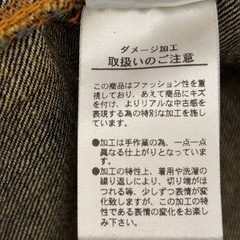 ダメージ加工
取扱いのご注意
この商品はファッション性を重
視しており、あえて商品にキズ
を付け、よりリアルな中古感を
表現する為の特別な加工を施し
ています。
●加工は手作業の為、一点一点
異なる仕上がりとなっています。
●加工の特性上、着用や洗濯の
繰り返しにより、切り端がほ
つれる等、少しずつ表情が変
化致しますが、この加工の特
性である表情の変化をお楽し
み下さい。